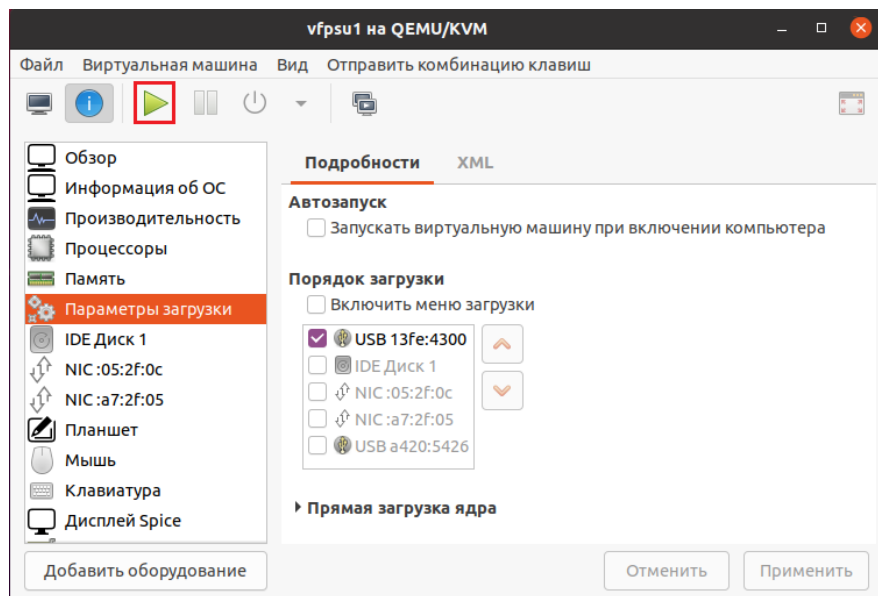 vfpsu1 на QEMU/KVM
Файл Виртуальная машина Вид Отправить комбинацию клавиш
Обзор
Информация об ОС
Производительность
Процессоры
Память
Параметры загрузки
IDE Диск 1
NIC :05:2f:0c
NIC :a7:2f:05
Планшет
Мышь
Клавиатура
Дисплей Spice
Добавить оборудование
Подробности XML
Автозапуск
Запускать виртуальную машину при включении компьютера
Порядок загрузки
Включить меню загрузки
USB 13fe:4300
IDE Диск 1
NIC :05:2f:0c
NIC :a7:2f:05
USB a420:5426
Прямая загрузка ядра
Отменить Применить